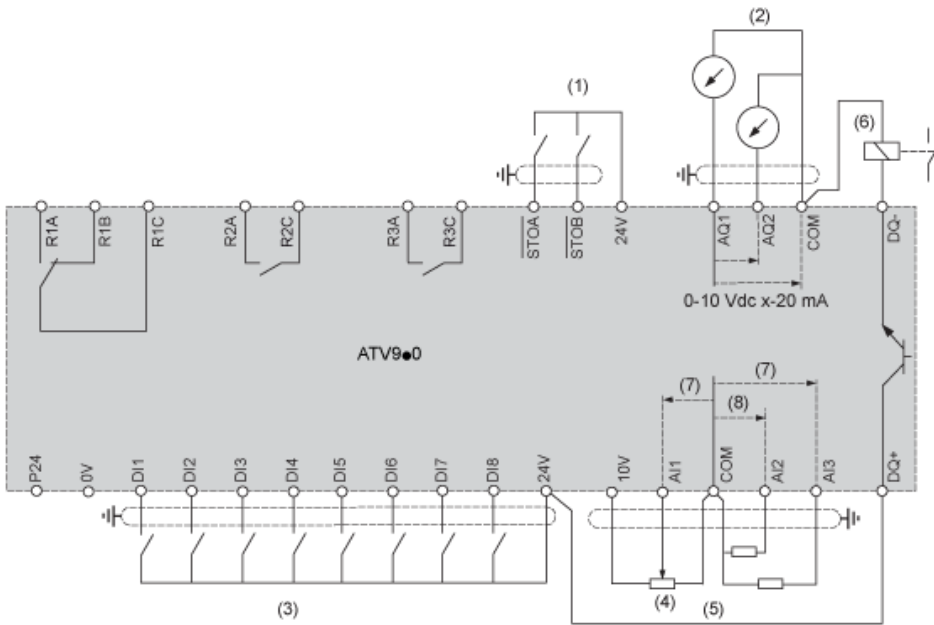 (1)
(2)
(6)
R1A
R1B
R1C
R2A
R2C
R3A
R3C
STOA
STOB
24V
AQ1
AQ2
COM
DQ-
0-10 Vdc x-20 mA
ATV9●0
(7)
(7)
(8)
P24
0V
DI1
DI2
DI3
DI4
DI5
DI6
DI7
DI8
24V
10V
AI1
COM
AI2
AI3
DQ+
(3)
(4)
(5)